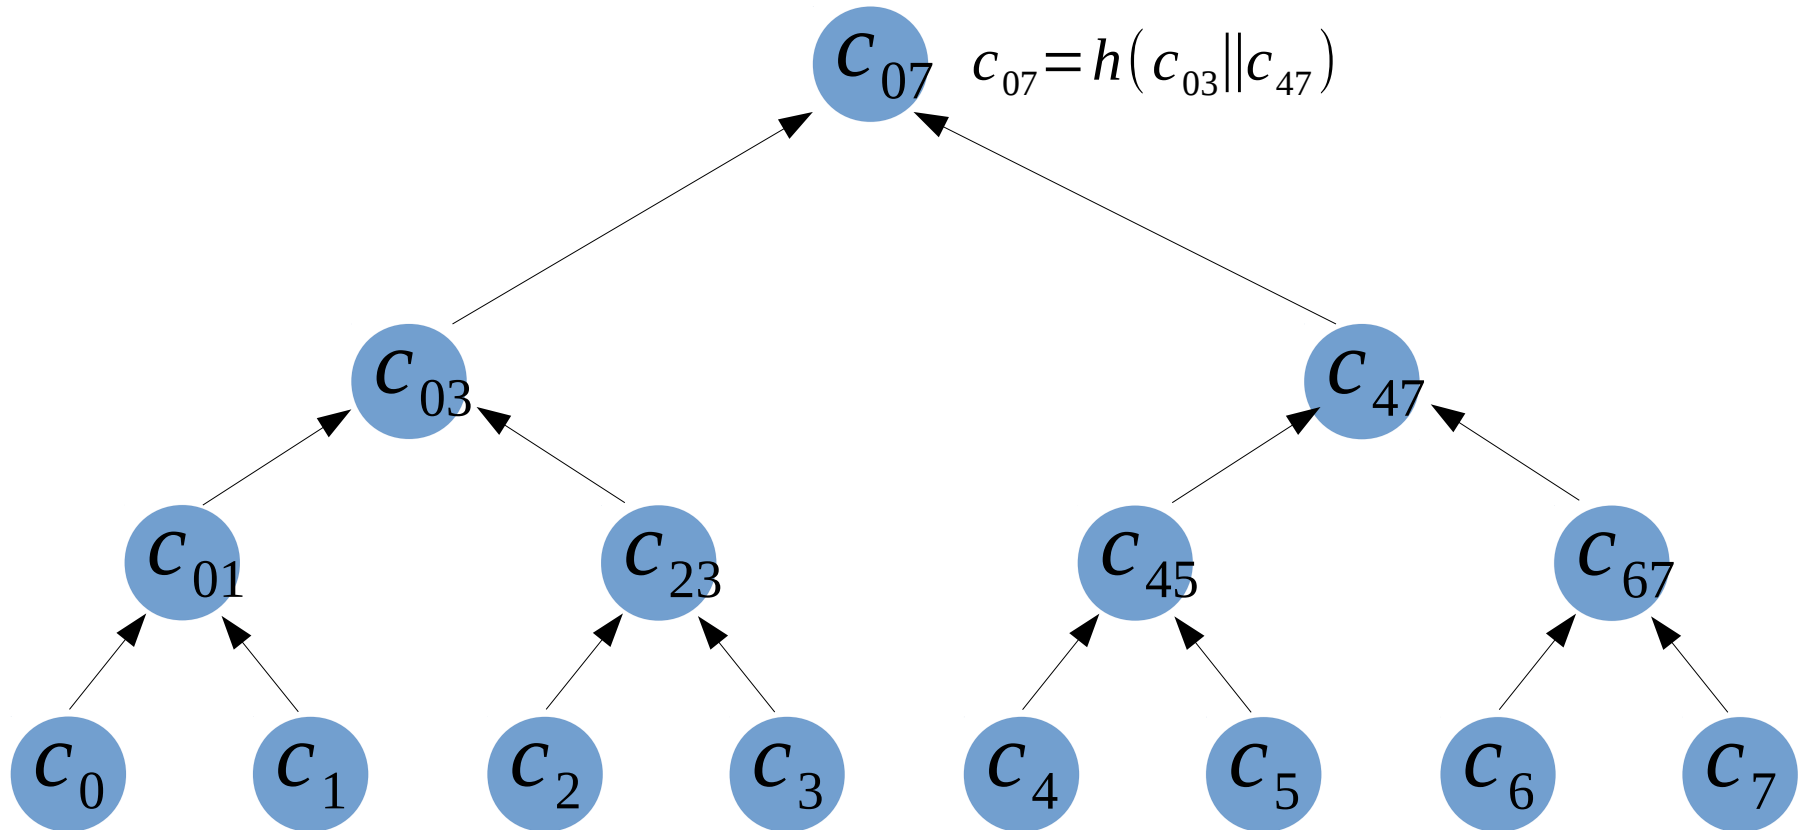 c₀₇ c₀₇=h(c₀₃||c₄₇)
c₀₃ c₄₇
c₀₁ c₂₃ c₄₅ c₆₇
c₀ c₁ c₂ c₃ c₄ c₅ c₆ c₇